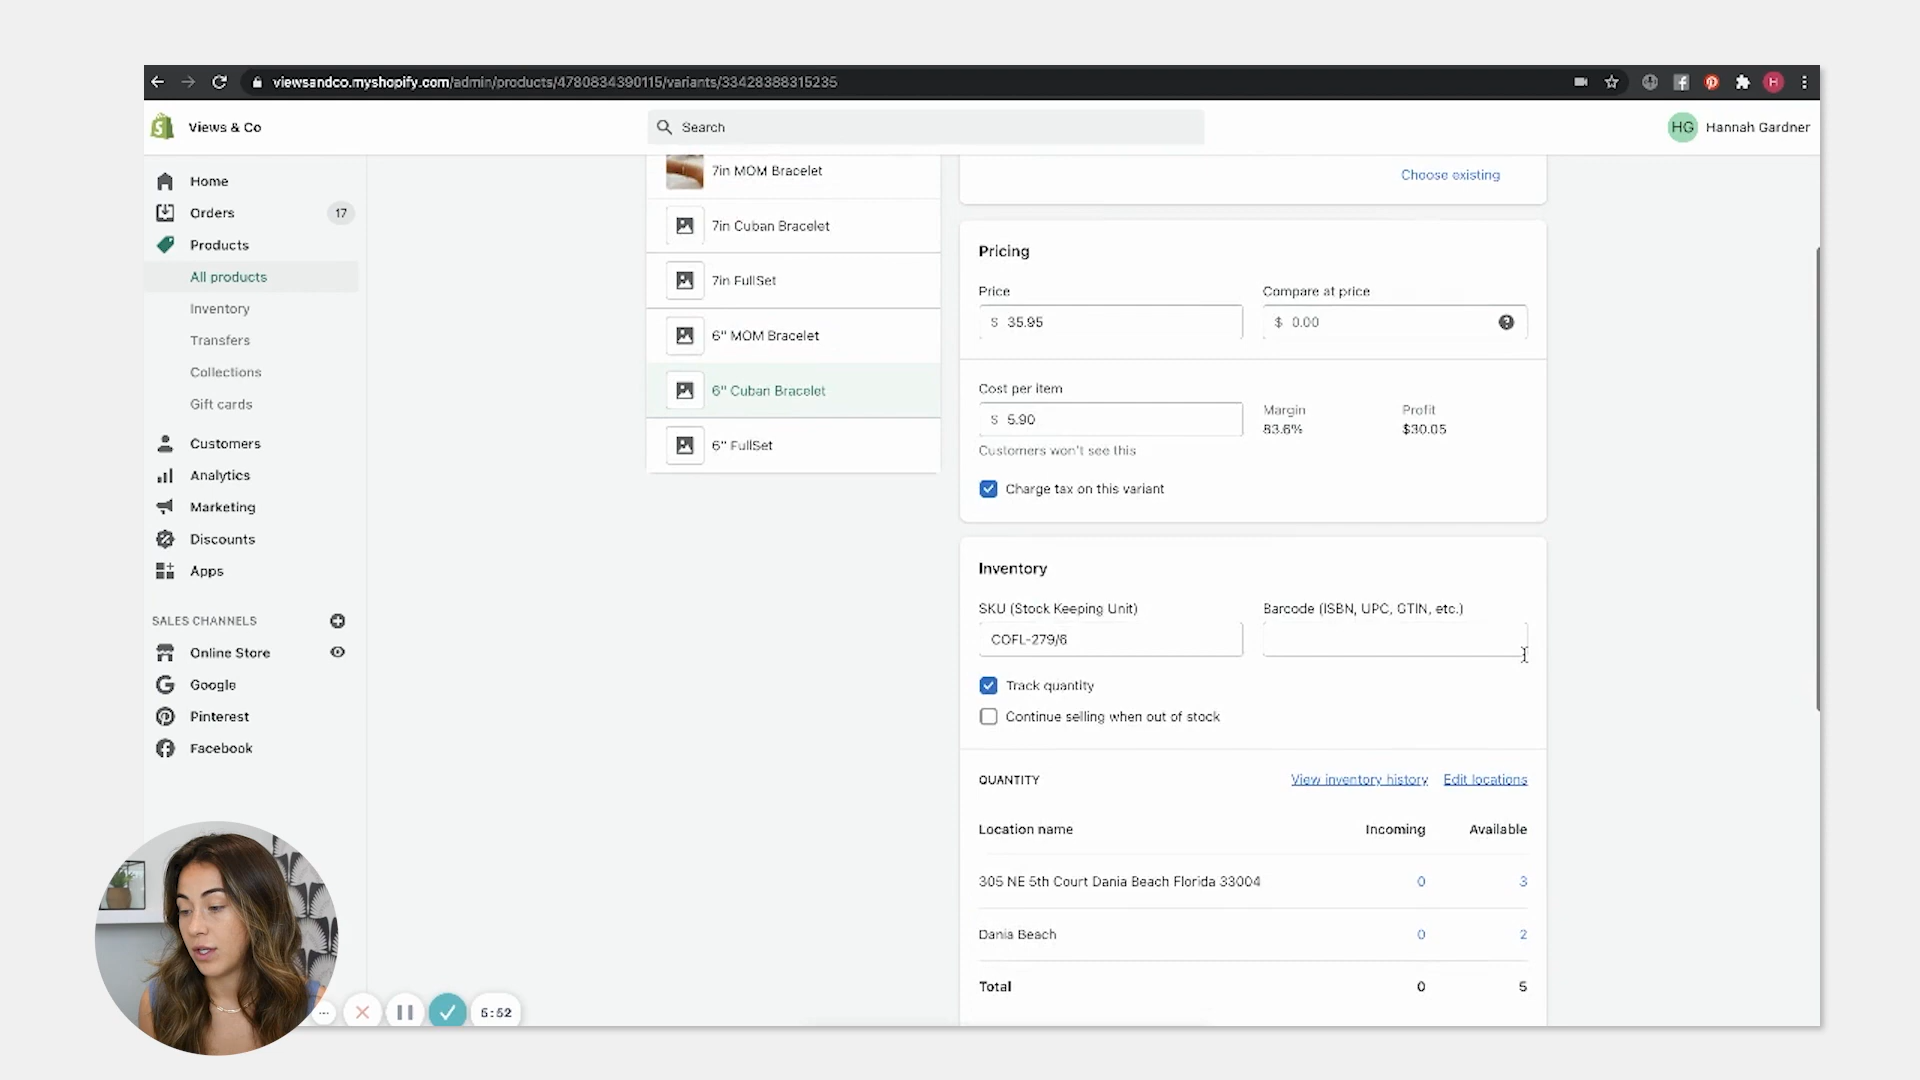 viewsandco.myshopify.com/admin/products/4780834390115/variants/33428388315235
H
Views & Co
Search
HG Hannah Gardner
Home
Orders 17
Products
All products
Inventory
Transfers
Collections
Gift cards
Customers
Analytics
Marketing
Discounts
Apps
SALES CHANNELS
Online Store
Google
Pinterest
Facebook
7in MOM Bracelet
7in Cuban Bracelet
7in FullSet
6" MOM Bracelet
6" Cuban Bracelet
6" FullSet
Choose existing
Pricing
Price Compare at price
$ 35.95 $ 0.00
Cost per item
$ 5.90
Margin Profit
83.6% $30.05
Customers won't see this
Charge tax on this variant
Inventory
SKU (Stock Keeping Unit) Barcode (ISBN, UPC, GTIN, etc.)
COFL-279/6
Track quantity
Continue selling when out of stock
QUANTITY View inventory history Edit locations
Location name Incoming Available
305 NE 5th Court Dania Beach Florida 33004 0 3
Dania Beach 0 2
Total 0 5
5:52